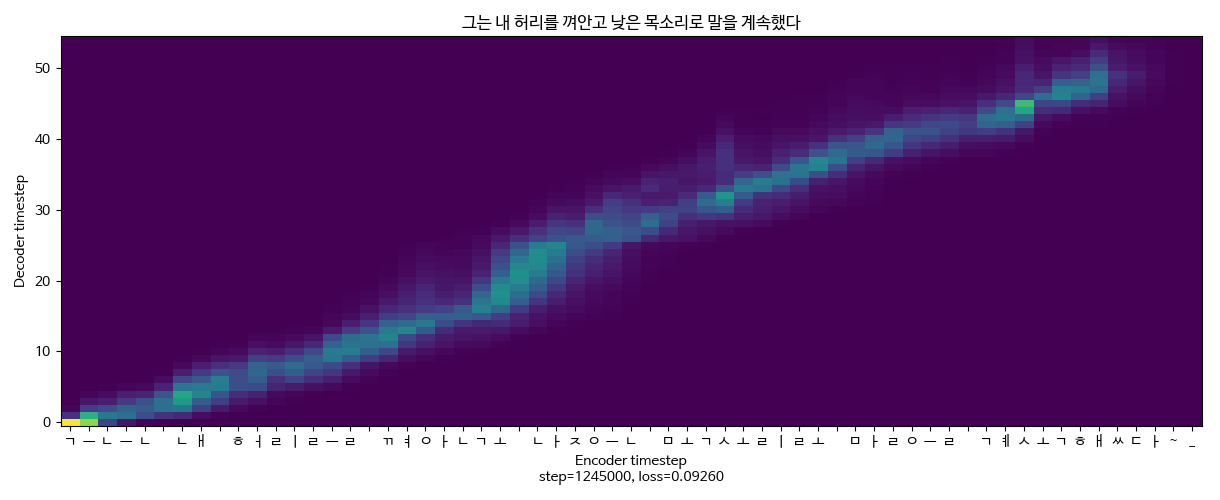 그는 내 허리를 껴안고 낮은 목소리로 말을 계속했다
50
40
30
20
10
0
Decoder timestep
ㄱ ㅡ ㄴ ㅡ ㄴ   ㄴ ㅐ   ㅎ ㅓ ㄹ ㅣ ㄹ ㅡ ㄹ   ㄲ ㅕ ㅇ ㅏ ㄴ ㄱ ㅗ   ㄴ ㅏ ㅈ ㅇ ㅡ ㄴ   ㅁ ㅗ ㄱ ㅅ ㅗ ㄹ ㅣ ㄹ ㅗ   ㅁ ㅏ ㄹ ㅇ ㅡ ㄹ   ㄱ ㅖ ㅅ ㅗ ㄱ ㅎ ㅐ ㅆ ㄷ ㅏ ~ _
Encoder timestep
step=1245000, loss=0.09260